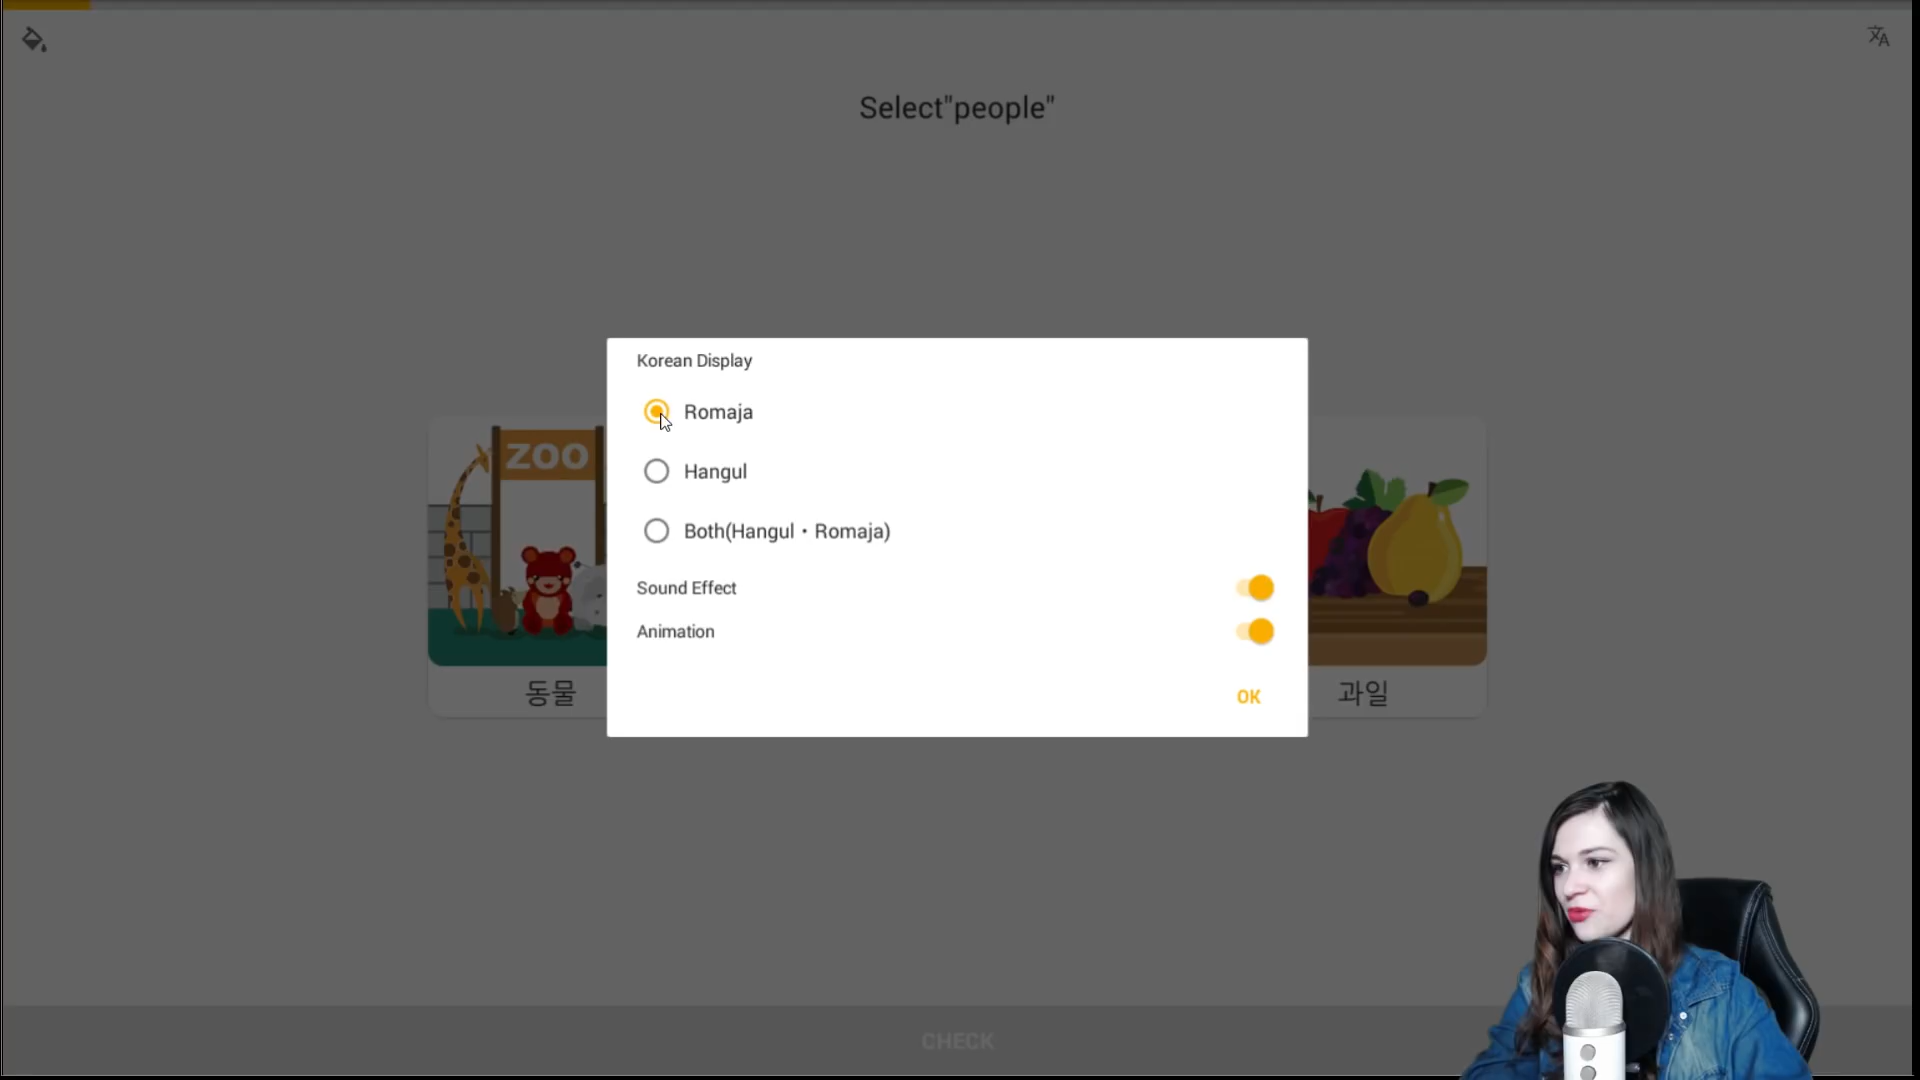 Select"people"
Korean Display
Romaja
Hangul
Both(Hangul・Romaja)
Sound Effect
Animation
OK
ZOO
동물
과일
CHECK